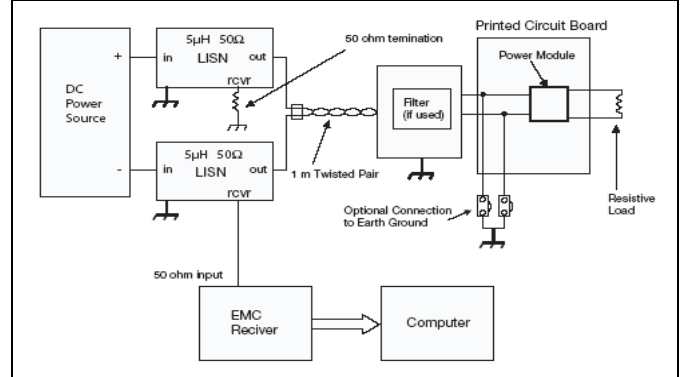 Printed Circuit Board
5µH 50Ω
LISN
in
out
rcvr
50 ohm temination
Power Module
+
DC
Power
Source
-
Filter
(if used)
5µH 50Ω
LISN
in
out
rcvr
1 m Twisted Pair
Optional Connection
to Earth Ground
Resistive
Load
50 ohm input
EMC
Reciver
Computer